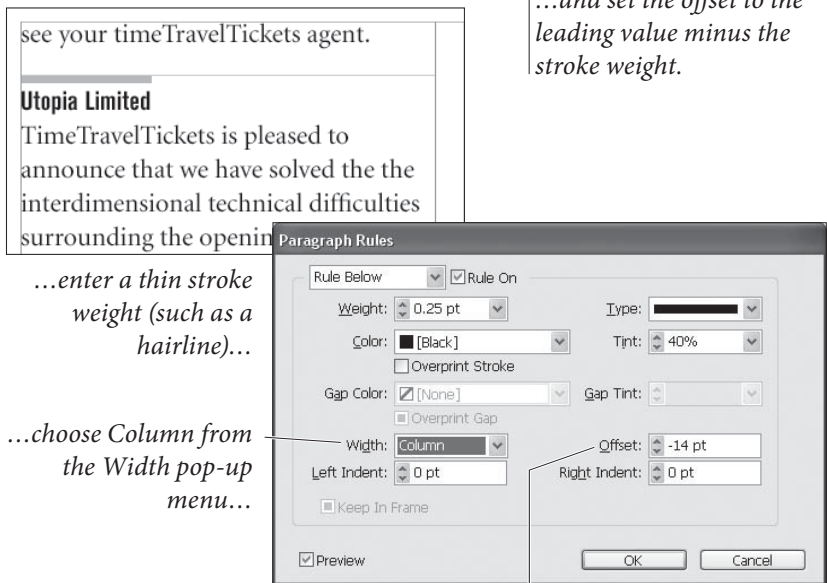 …and set the offset to the
leading value minus the
stroke weight.
see your timeTravelTickets agent.
Utopia Limited
TimeTravelTickets is pleased to
announce that we have solved the the
interdimensional technical difficulties
surrounding the openin
…enter a thin stroke
weight (such as a
hairline)…
…choose Column from
the Width pop-up
menu…
Paragraph Rules
Rule Below Rule On
Weight: 0.25 pt Type:
Color: [Black] Tint: 40%
Overprint Stroke
Gap Color: [None] Gap Tint:
Overprint Gap
Width: Column Offset: -14 pt
Left Indent: 0 pt Right Indent: 0 pt
Keep In Frame
Preview OK Cancel